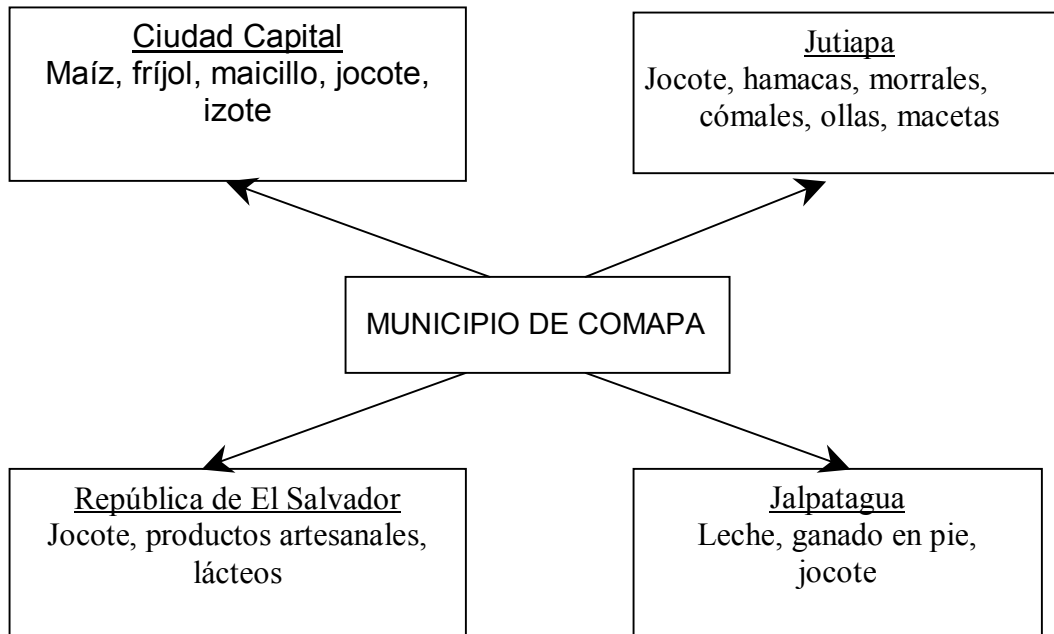 Ciudad Capital
Maíz, fríjol, maicillo, jocote,
izote
Jutiapa
Jocote, hamacas, morrales,
cómales, ollas, macetas
MUNICIPIO DE COMAPA
República de El Salvador
Jocote, productos artesanales,
lácteos
Jalpatagua
Leche, ganado en pie,
jocote